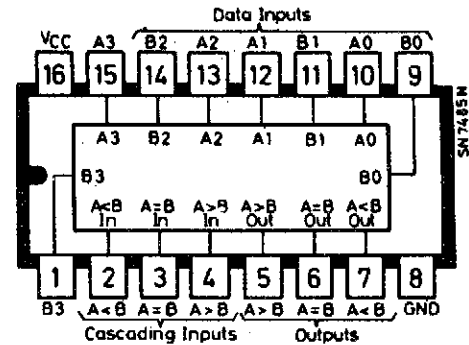 Data Inputs
VCC A3 B2 A2 A1 B1 A0 B0
16 15 14 13 12 11 10 9
A3 B2 A2 A1 B1 A0
B3 B0
A<B A=B A>B A>B A=B A<B
In In In Out Out Out
1 2 3 4 5 6 7 8
B3 A<B A=B A>B A>B A=B A<B GND
Cascading Inputs Outputs
SN7485N